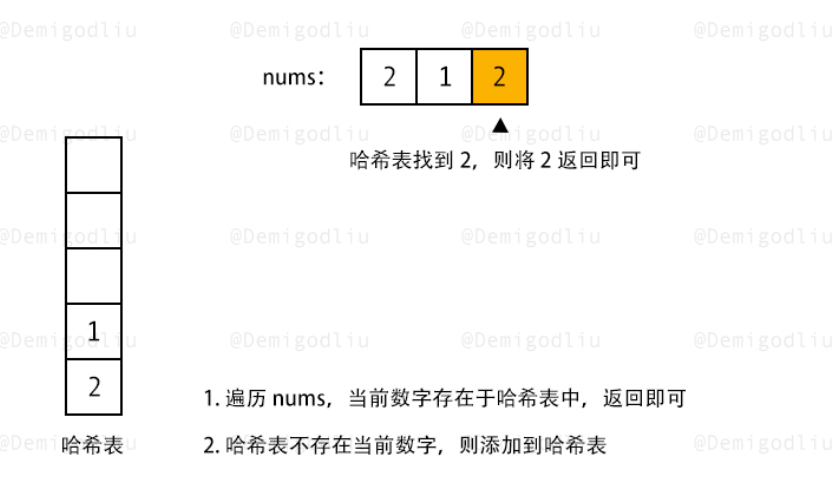 @Demigodliu @Demigodliu @Demigodliu @Demigodliu
nums: 2 1 2
@Demigodliu @Demigodliu @Demigodliu @Demigodliu
哈希表找到 2，则将 2 返回即可
@Demigodliu @Demigodliu @Demigodliu @Demigodliu
1
@Demigodliu @Demigodliu @Demigodliu @Demigodliu
2
1. 遍历 nums，当前数字存在于哈希表中，返回即可
哈希表
2. 哈希表不存在当前数字，则添加到哈希表
@Demigodliu @Demigodliu @Demigodliu @Demigodliu